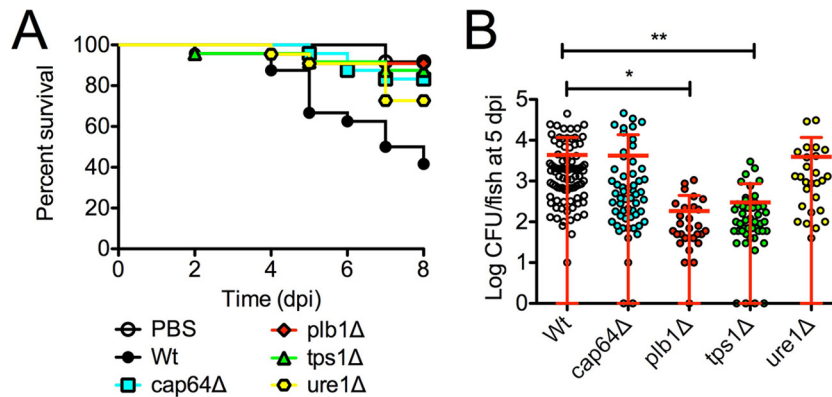 A
Percent survival
100
80
60
40
20
0
0 2 4 6 8
Time (dpi)
PBS
Wt
cap64Δ
plb1Δ
tps1Δ
ure1Δ
B
**
*
Log CFU/fish at 5 dpi
5
4
3
2
1
0
Wt
cap64Δ
plb1Δ
tps1Δ
ure1Δ